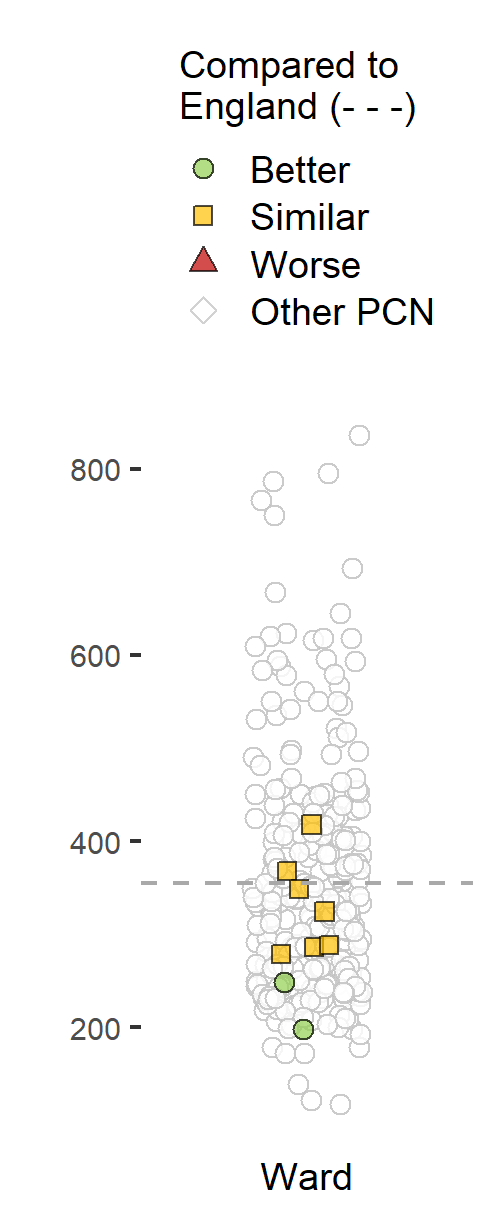 Compared to
England (- - -)
Better
Similar
Worse
Other PCN
800
600
400
200
Ward